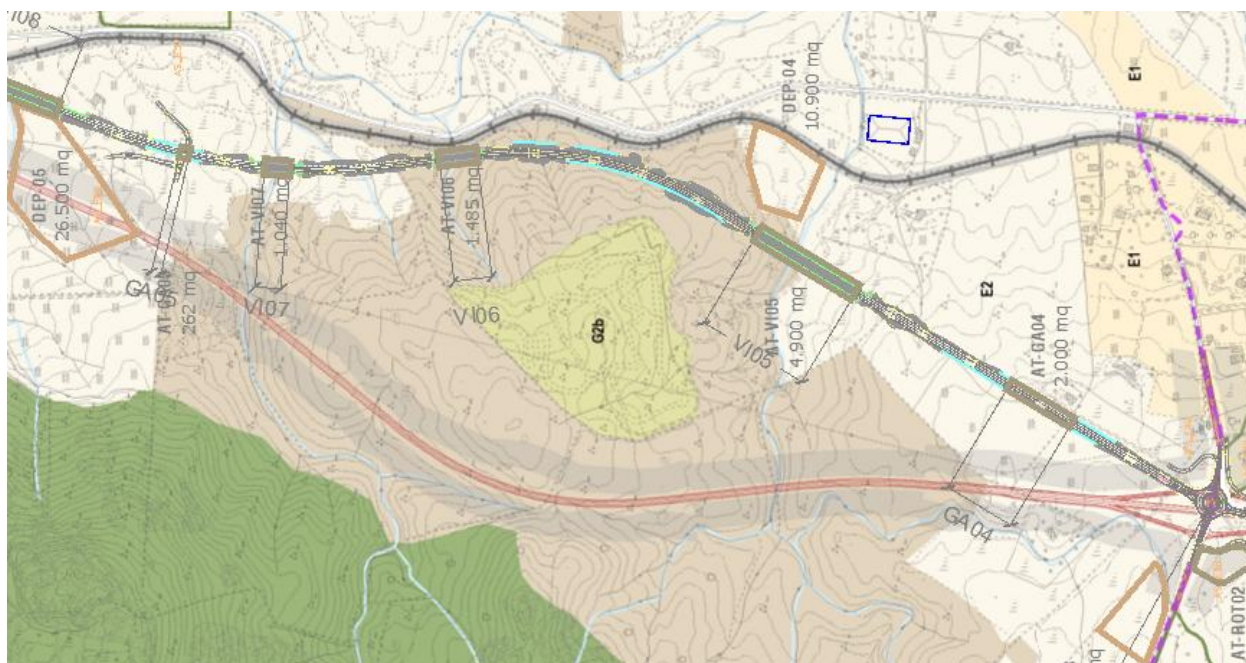 VI08
DEP-05
26.500 mq
262 mq
AT-VI07
1.040 mq
VI07
AT-VI06
1.485 mq
VI06
G2b
DEP-04
10.900 mq
VI05
AT-VI05
4.900 mq
E1
E1
E2
AT-GA04
2.000 mq
GA04
AT-ROT02
mq